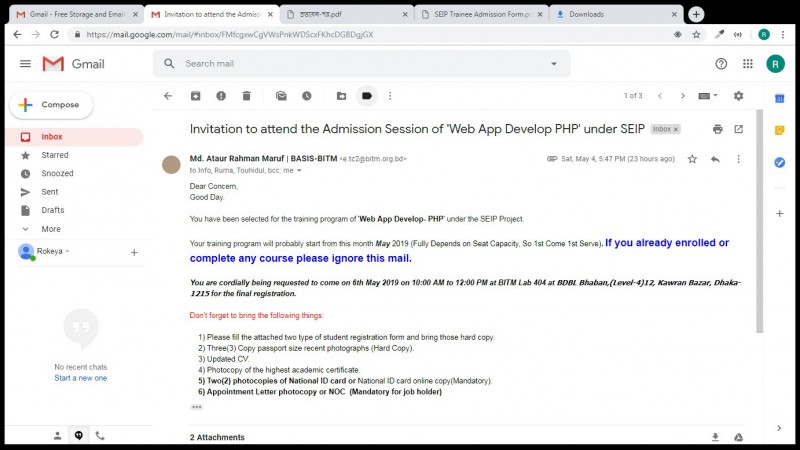 Gmail - Free Storage and Email
Invitation to attend the Admiss
প্রত্যয়ন-পত্র.pdf
SEIP Trainee Admission Form.p
Downloads
https://mail.google.com/mail/#inbox/FMfcgxwCgVWsPnkWDScxFKhcDGBDgjGX
R
Gmail
Search mail
R
Compose
1 of 3
Inbox
Starred
Snoozed
Sent
Drafts
More
Rokeya
No recent chats
Start a new one
Invitation to attend the Admission Session of 'Web App Develop PHP' under SEIP
Inbox x
Md. Ataur Rahman Maruf | BASIS-BITM <e.tc2@bitm.org.bd>
Sat, May 4, 5:47 PM (23 hours ago)
to Info, Ruma, Touhidul, bcc: me
Dear Concern,
Good Day.
You have been selected for the training program of 'Web App Develop- PHP' under the SEIP Project.
Your training program will probably start from this month May 2019 (Fully Depends on Seat Capacity, So 1st Come 1st Serve). If you already enrolled or
complete any course please ignore this mail.
You are cordially being requested to come on 6th May 2019 on 10:00 AM to 12:00 PM at BITM Lab 404 at BDBL Bhaban,(Level-4)12, Kawran Bazar, Dhaka-
1215 for the final registration.
Don't forget to bring the following things:
1) Please fill the attached two type of student registration form and bring those hard copy.
2) Three(3) Copy passport size recent photographs (Hard Copy).
3) Updated CV.
4) Photocopy of the highest academic certificate.
5) Two(2) photocopies of National ID card or National ID card online copy(Mandatory).
6) Appointment Letter photocopy or NOC (Mandatory for job holder)
2 Attachments